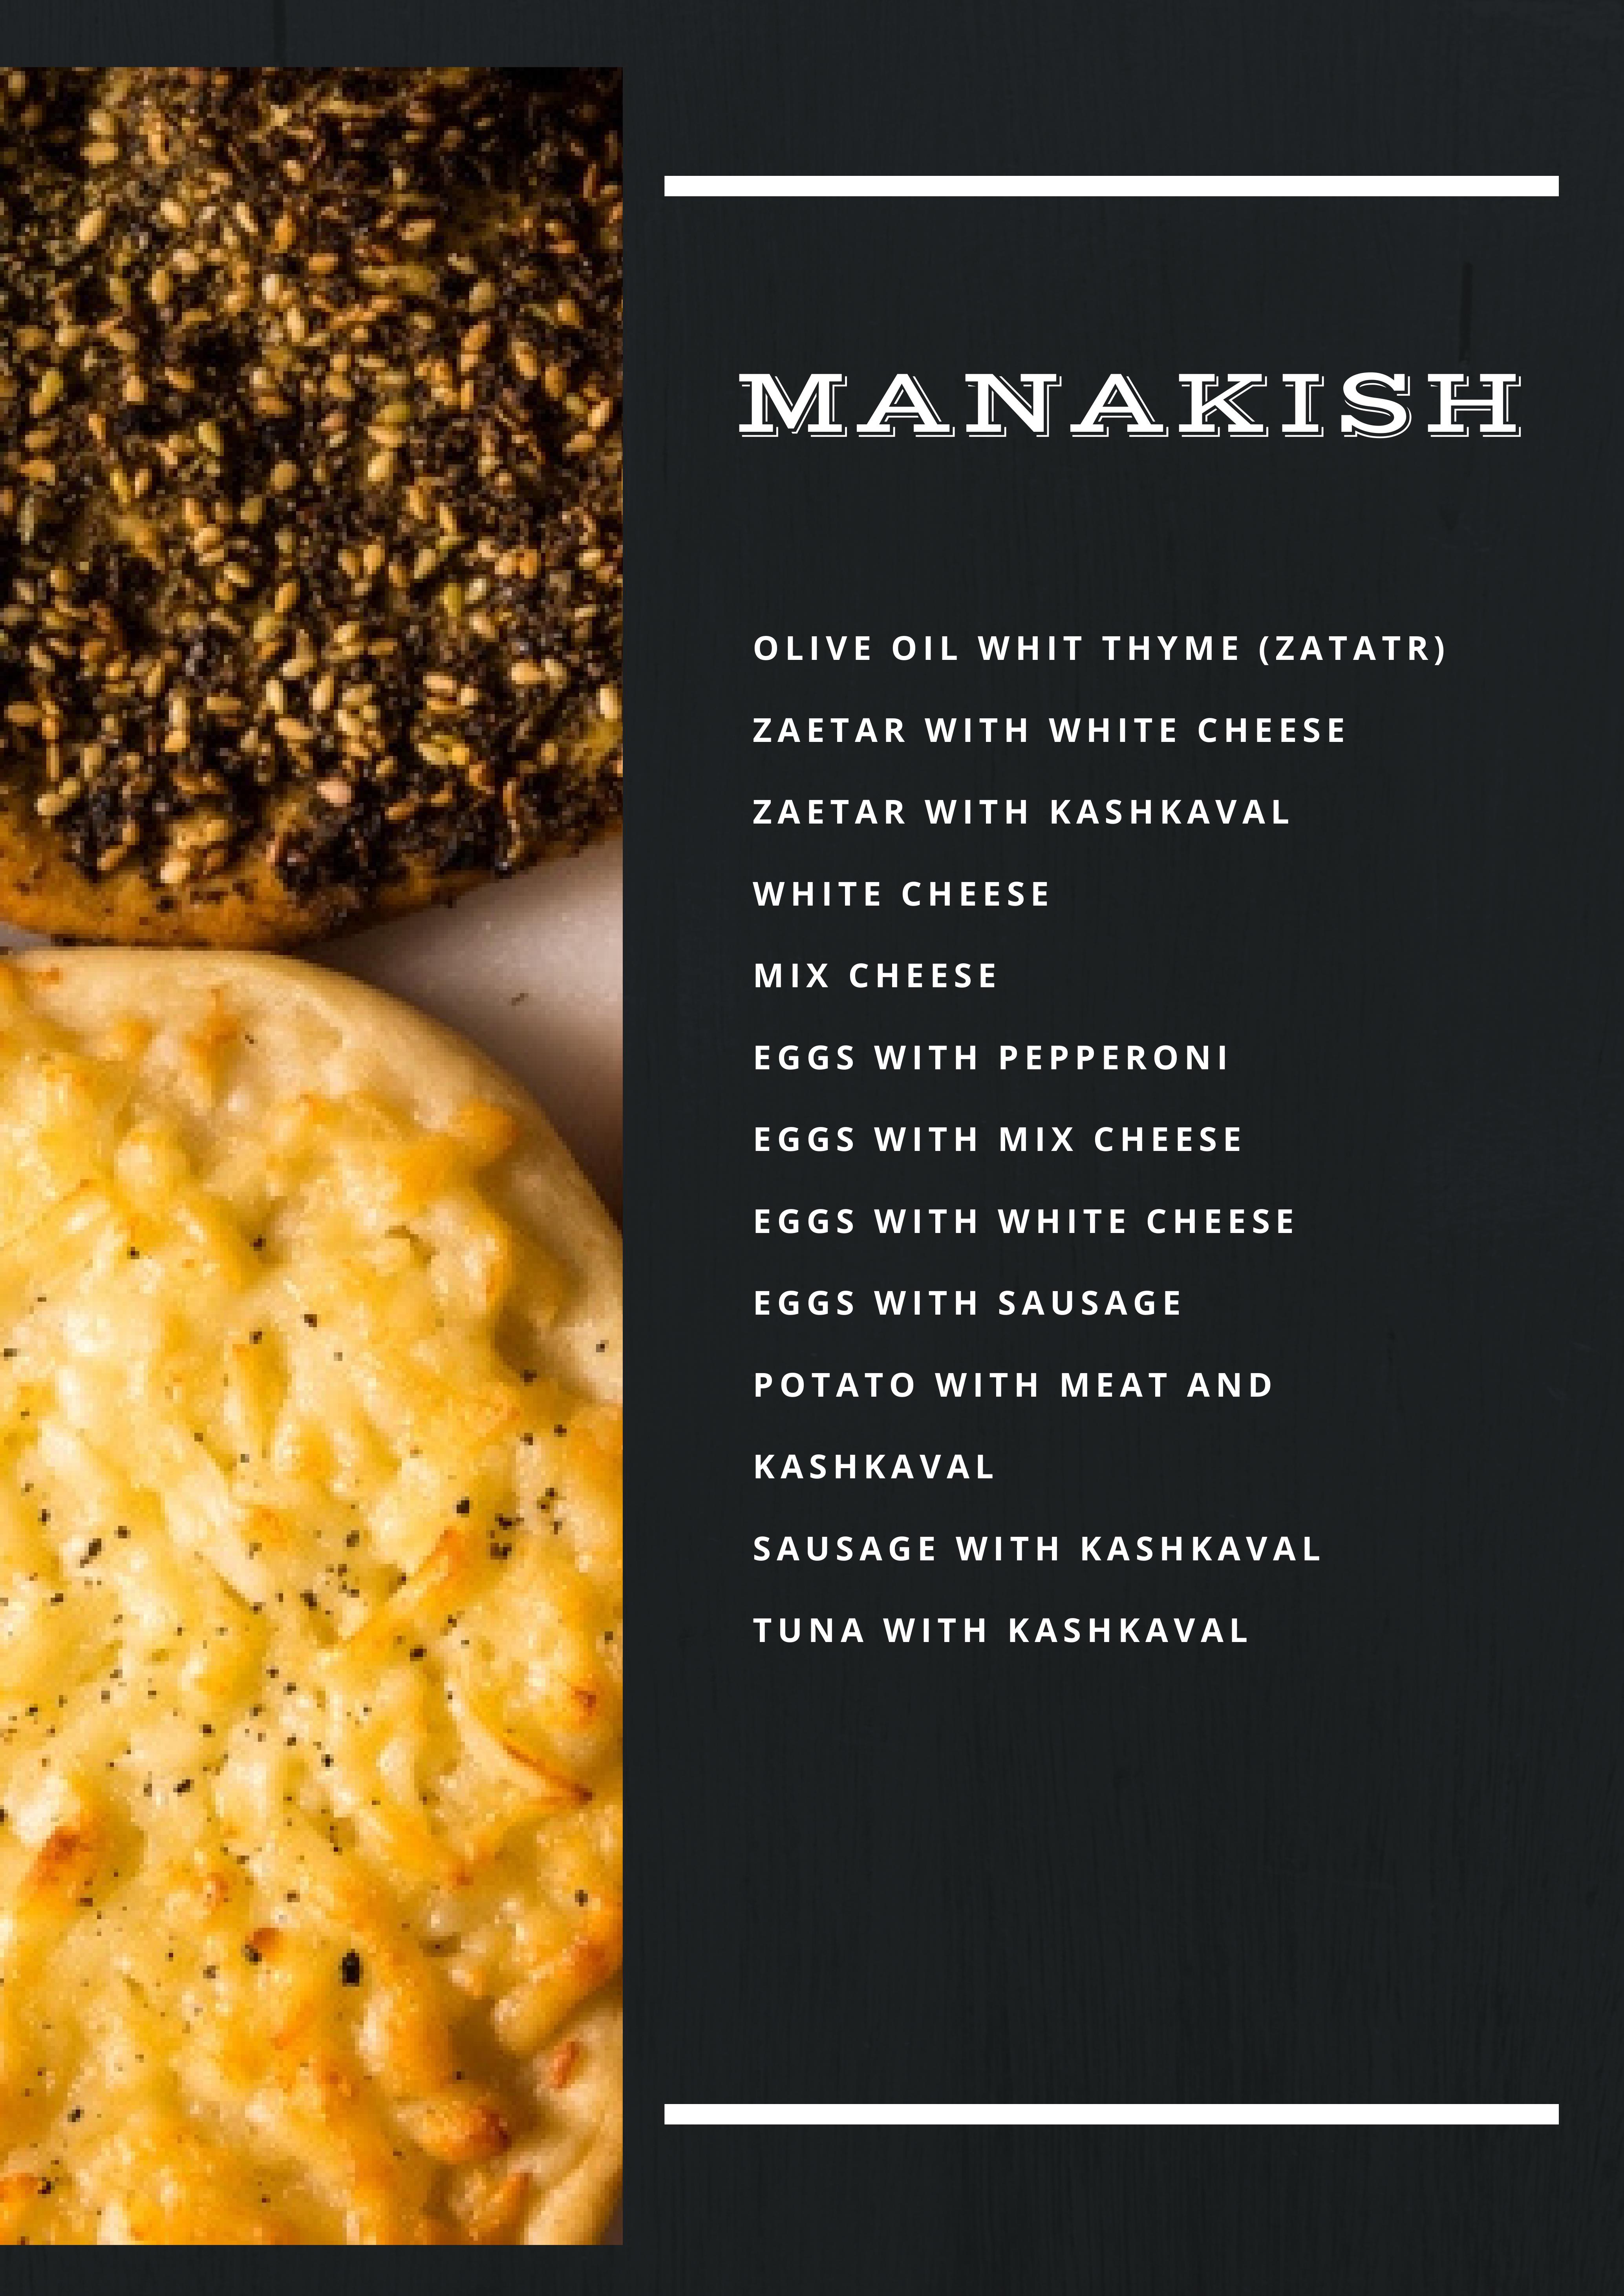 MANAKISH
OLIVE OIL WHIT THYME (ZATATR)
ZAETAR WITH WHITE CHEESE
ZAETAR WITH KASHKAVAL
WHITE CHEESE
MIX CHEESE
EGGS WITH PEPPERONI
EGGS WITH MIX CHEESE
EGGS WITH WHITE CHEESE
EGGS WITH SAUSAGE
POTATO WITH MEAT AND
KASHKAVAL
SAUSAGE WITH KASHKAVAL
TUNA WITH KASHKAVAL